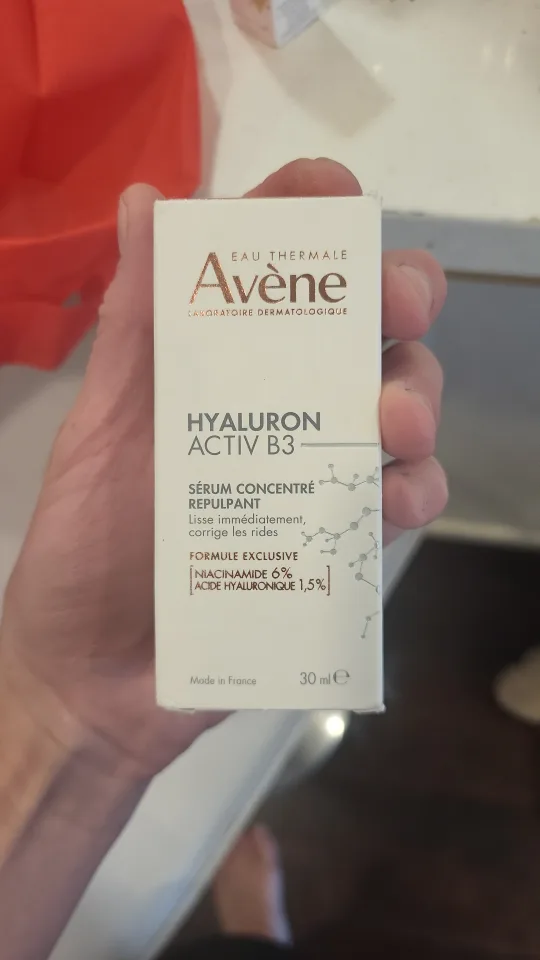 EAU THERMALE
Avène
LABORATOIRE DERMATOLOGIQUE
HYALURON
ACTIV B3
SÉRUM CONCENTRÉ
REPULPANT
Lisse immédiatement,
corrige les rides
FORMULE EXCLUSIVE
[NIACINAMIDE 6%
ACIDE HYALURONIQUE 1,5%]
Made in France 30 ml ℮